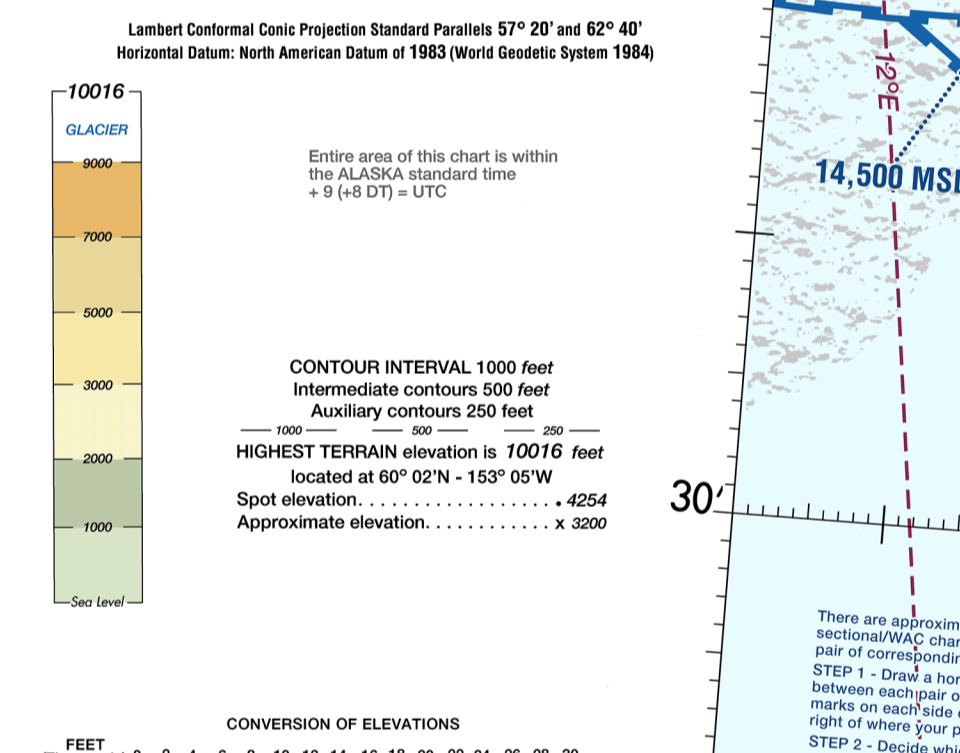 Lambert Conformal Conic Projection Standard Parallels 57° 20' and 62° 40'
Horizontal Datum: North American Datum of 1983 (World Geodetic System 1984)
10016
GLACIER
9000
7000
5000
3000
2000
1000
Sea Level
Entire area of this chart is within
the ALASKA standard time
+ 9 (+8 DT) = UTC
CONTOUR INTERVAL 1000 feet
Intermediate contours 500 feet
Auxiliary contours 250 feet
1000 500 250
HIGHEST TERRAIN elevation is 10016 feet
located at 60° 02'N - 153° 05'W
Spot elevation. . . . . . . . . . . . . . . . . . . . 4254
Approximate elevation. . . . . . . . . . . . x 3200
CONVERSION OF ELEVATIONS
FEET
12°E
14,500 MSL
30'
There are approxim
sectional/WAC char
pair of correspondin
STEP 1 - Draw a hor
between each pair o
marks on each side
right of where your p
STEP 2 - Decide whi